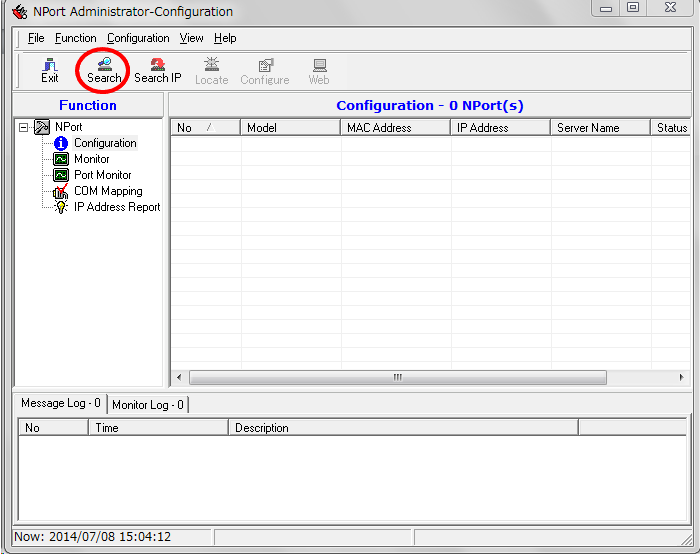 NPort Administrator-Configuration
File Function Configuration View Help
Exit Search Search IP Locate Configure Web
Function
Configuration - 0 NPort(s)
No Model MAC Address IP Address Server Name Status
NPort
Configuration
Monitor
Port Monitor
COM Mapping
IP Address Report
Message Log - 0 Monitor Log - 0
No Time Description
Now: 2014/07/08 15:04:12